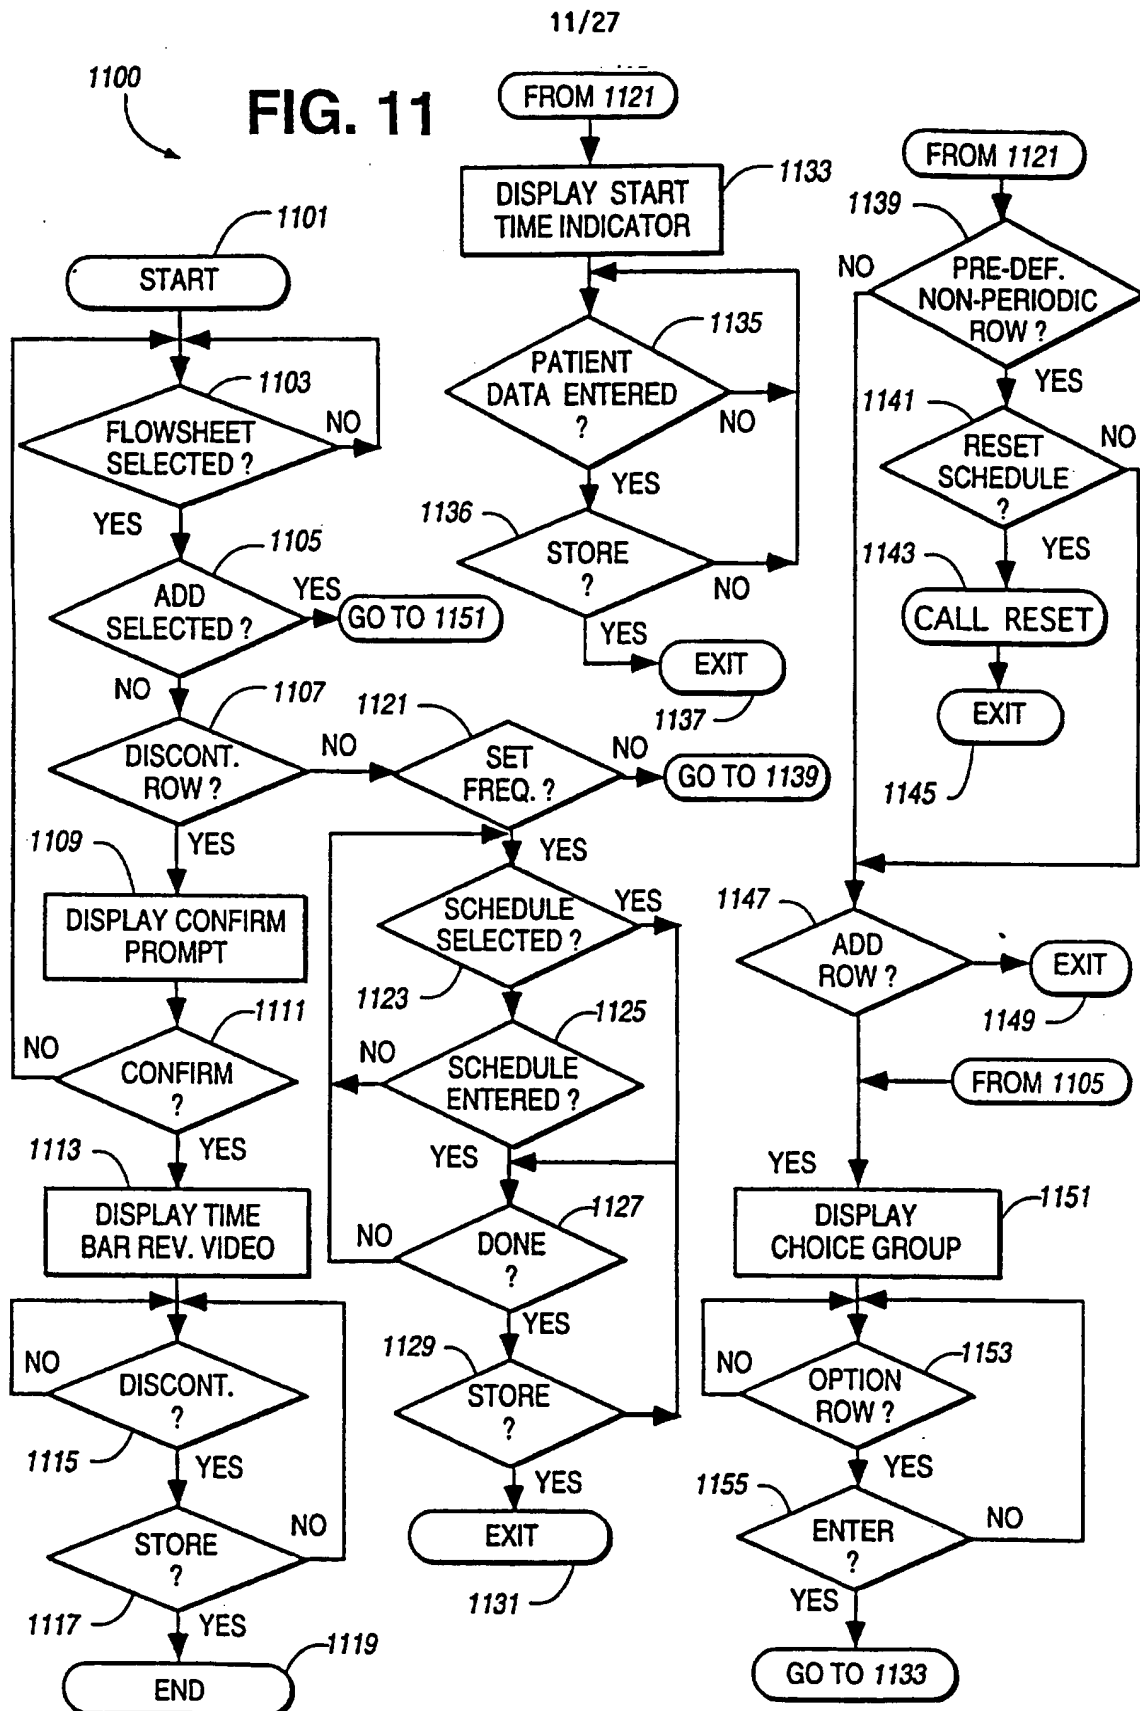 11/27
1100
FIG. 11
1101
START
1103
FLOWSHEET
SELECTED ?
NO
YES
1105
ADD
SELECTED ?
YES
GO TO 1151
NO
1107
DISCONT.
ROW ?
NO
YES
1109
DISPLAY CONFIRM
PROMPT
1111
NO
CONFIRM
?
YES
1113
DISPLAY TIME
BAR REV. VIDEO
NO
DISCONT.
?
1115
YES
STORE
?
NO
1117
YES
1119
END
FROM 1121
1133
DISPLAY START
TIME INDICATOR
1135
PATIENT
DATA ENTERED
?
NO
YES
1136
STORE
?
NO
YES
EXIT
1137
1121
SET
FREQ. ?
NO
GO TO 1139
YES
SCHEDULE
SELECTED ?
YES
1123
1125
NO
SCHEDULE
ENTERED ?
YES
1127
NO
DONE
?
YES
1129
STORE
?
YES
EXIT
1131
FROM 1121
1139
NO
PRE-DEF.
NON-PERIODIC
ROW ?
YES
1141
RESET
SCHEDULE
?
NO
YES
1143
CALL RESET
EXIT
1145
1147
ADD
ROW ?
EXIT
1149
FROM 1105
YES
1151
DISPLAY
CHOICE GROUP
1153
NO
OPTION
ROW ?
YES
1155
ENTER
?
NO
YES
GO TO 1133